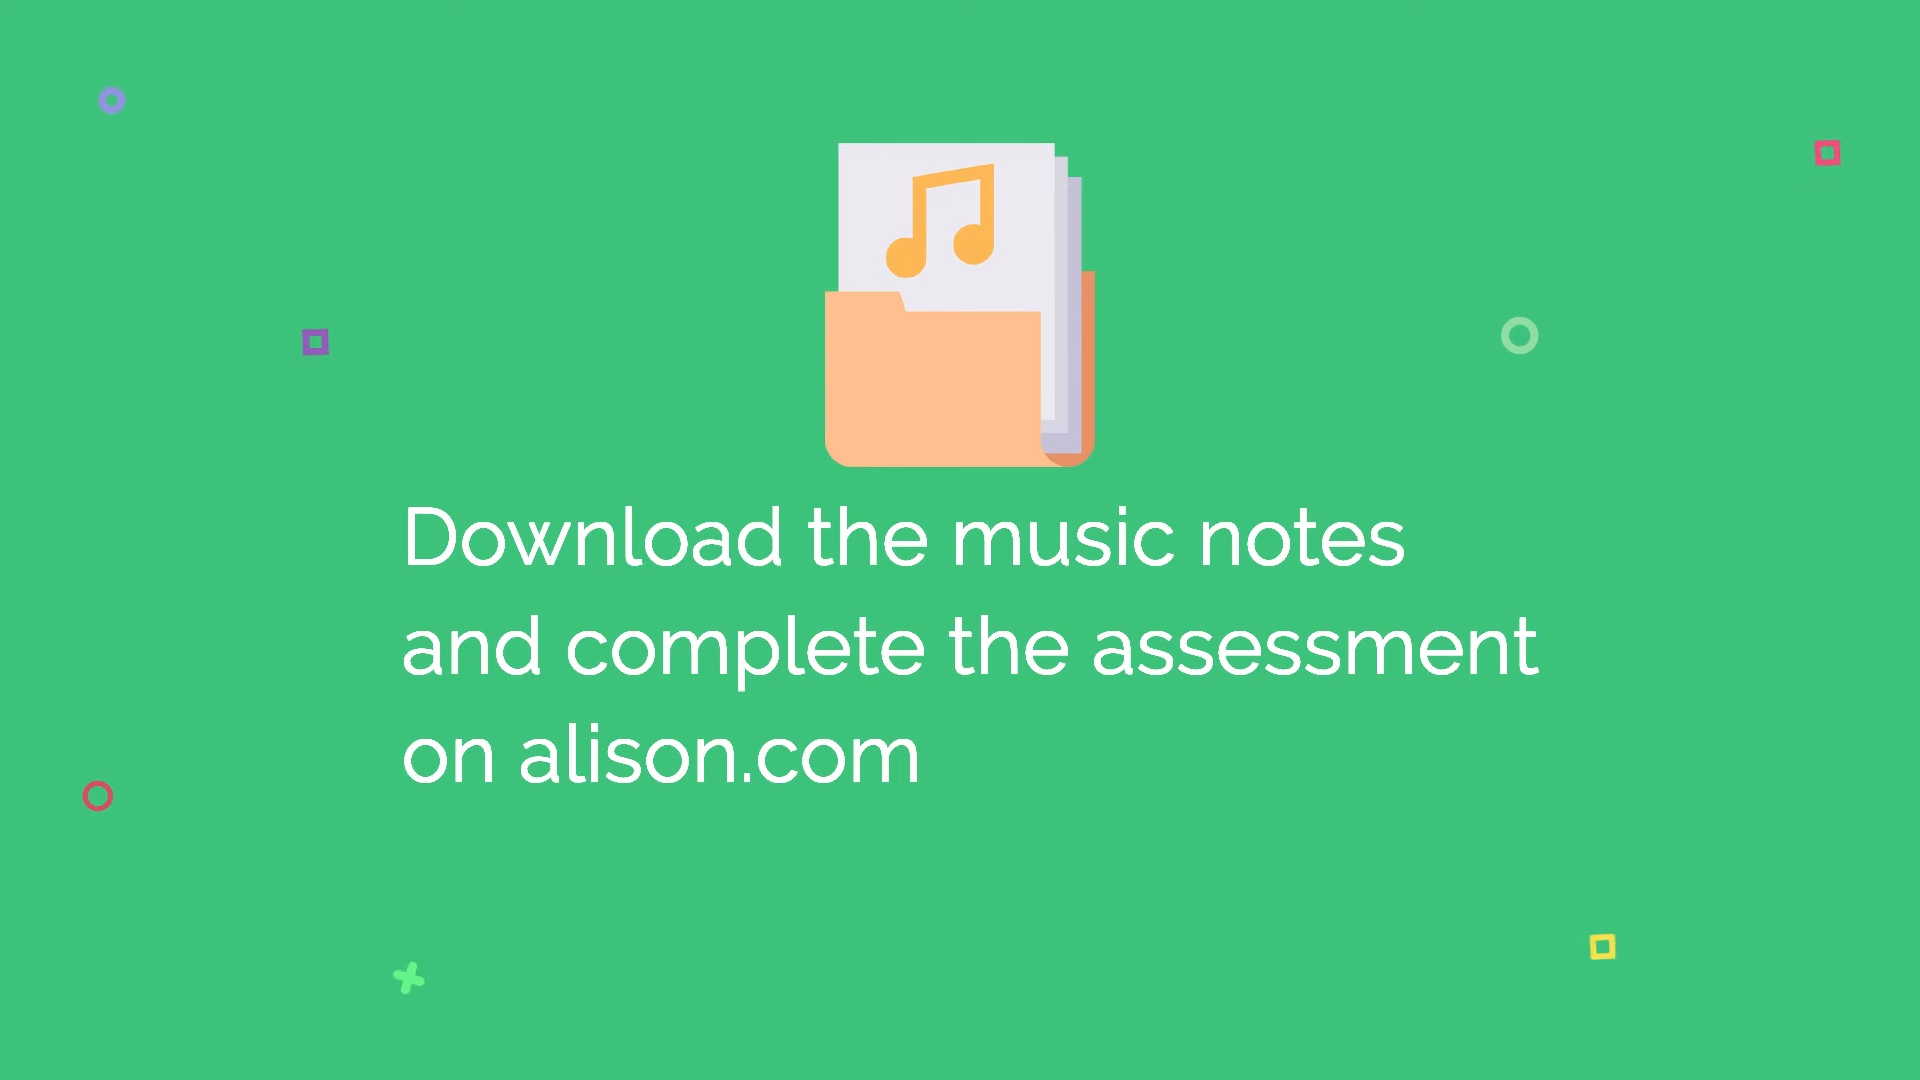 Download the music notes
and complete the assessment
on alison.com